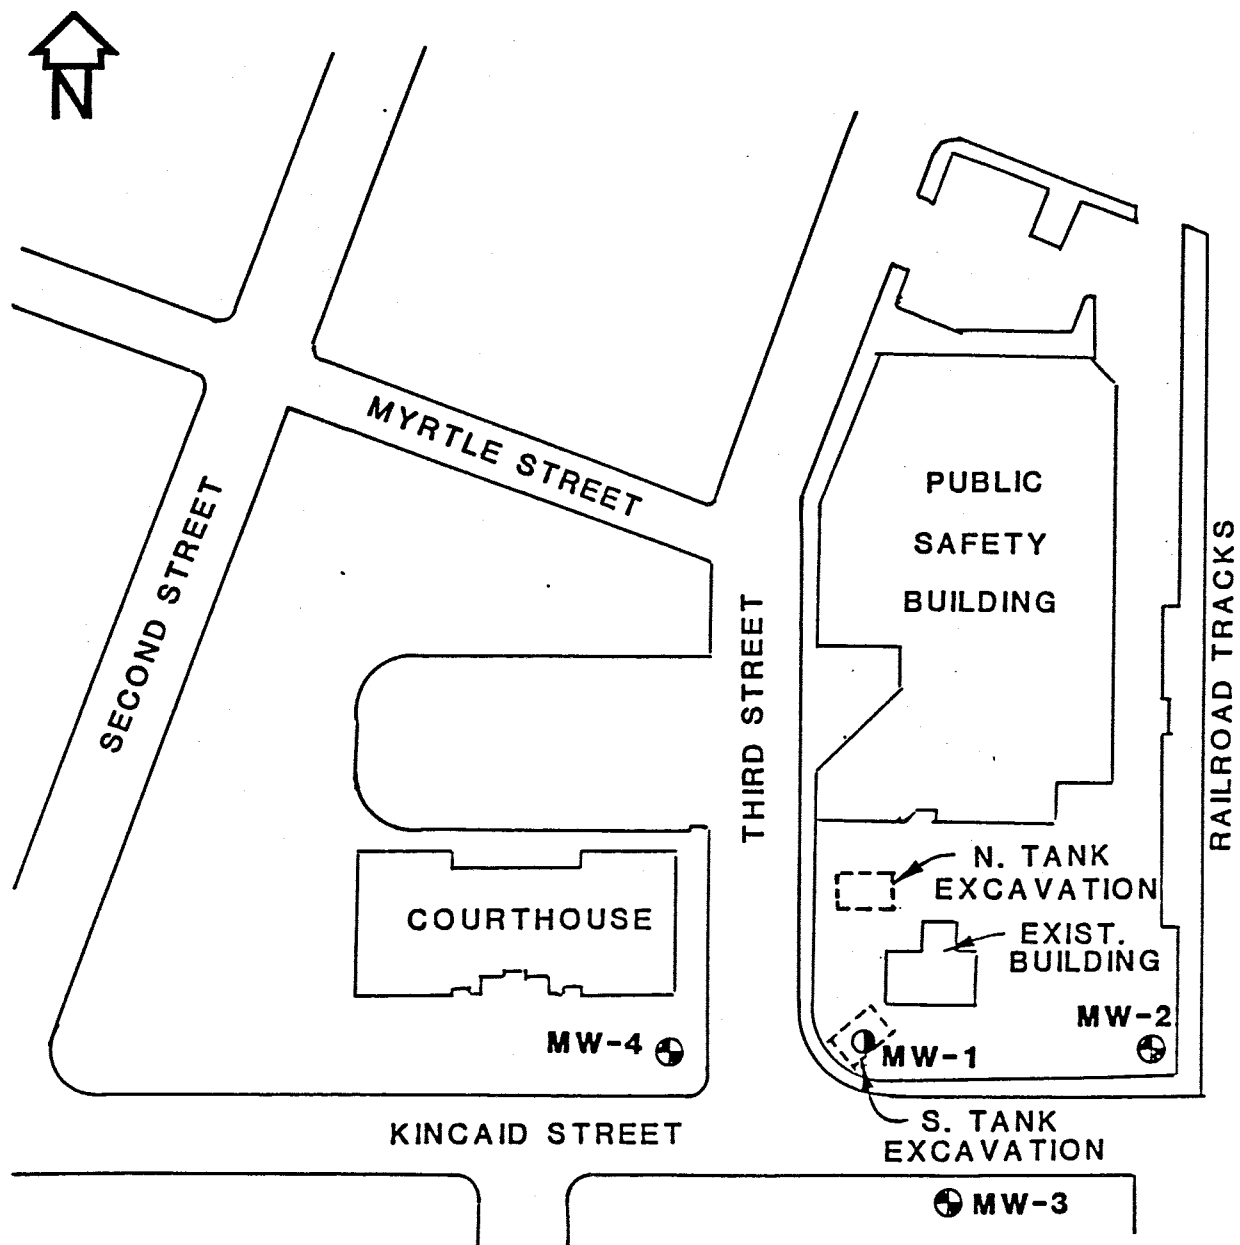 N
MYRTLE STREET
SECOND STREET
PUBLIC
SAFETY
BUILDING
THIRD STREET
RAILROAD TRACKS
N. TANK
EXCAVATION
COURTHOUSE
EXIST.
BUILDING
MW-2
MW-4
MW-1
S. TANK
EXCAVATION
KINCAID STREET
MW-3